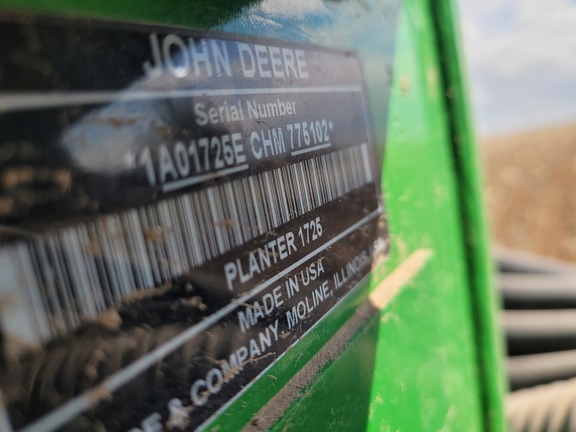 JOHN DEERE
Serial Number
*1A01725E CHM 775102*
PLANTER 1725
MADE IN USA
& COMPANY MOLINE, ILLINOIS,